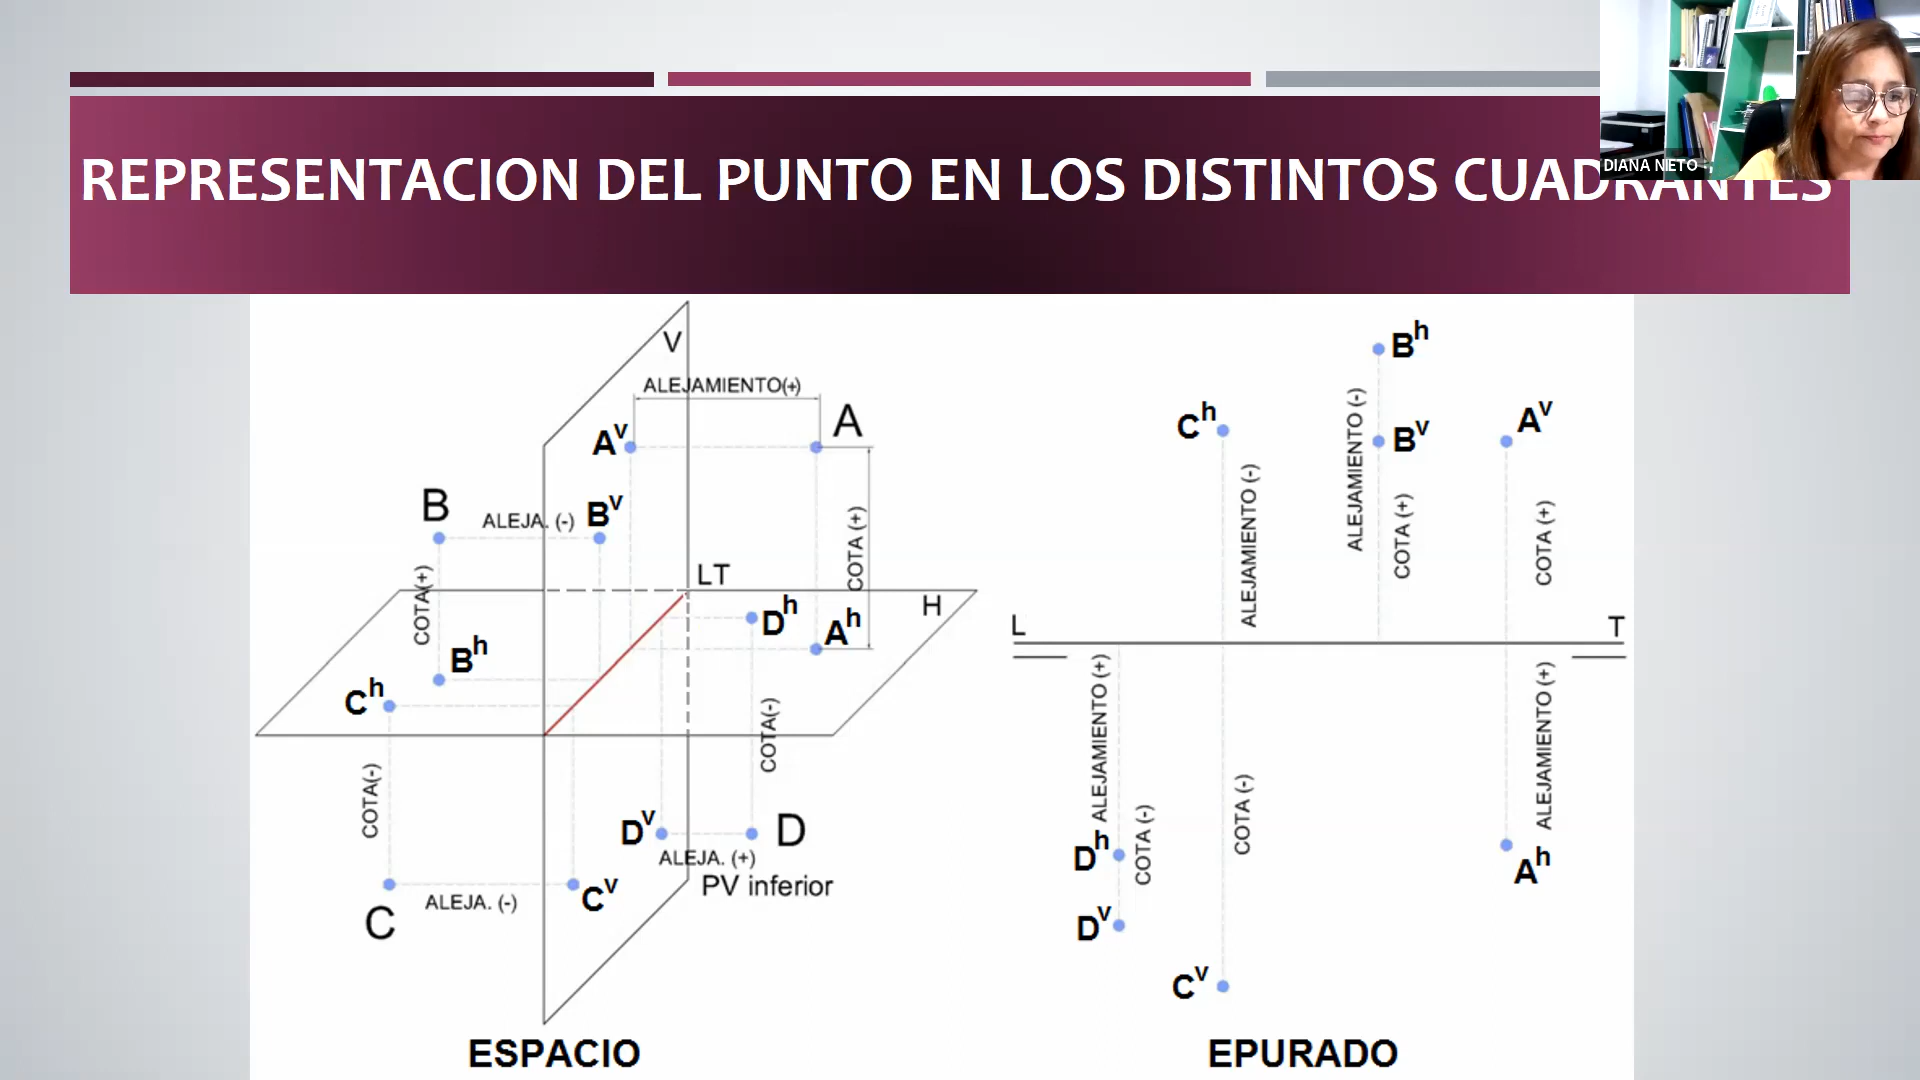 DIANA NIETO
REPRESENTACION DEL PUNTO EN LOS DISTINTOS CUADRANTES
V
ALEJAMIENTO(+)
A
Aᵛ
B
ALEJA. (-)
Bᵛ
COTA (+)
COTA(+)
LT
H
Dʰ
Aʰ
Bʰ
Cʰ
COTA(-)
COTA(-)
Dᵛ
D
ALEJA. (+)
PV inferior
Cᵛ
ALEJA. (-)
C
ESPACIO
Bʰ
Cʰ
ALEJAMIENTO (-)
Bᵛ
Aᵛ
ALEJAMIENTO (-)
COTA (+)
COTA (+)
L
T
ALEJAMIENTO (+)
ALEJAMIENTO (+)
COTA (-)
COTA (-)
Dʰ
Aʰ
Dᵛ
Cᵛ
EPURADO